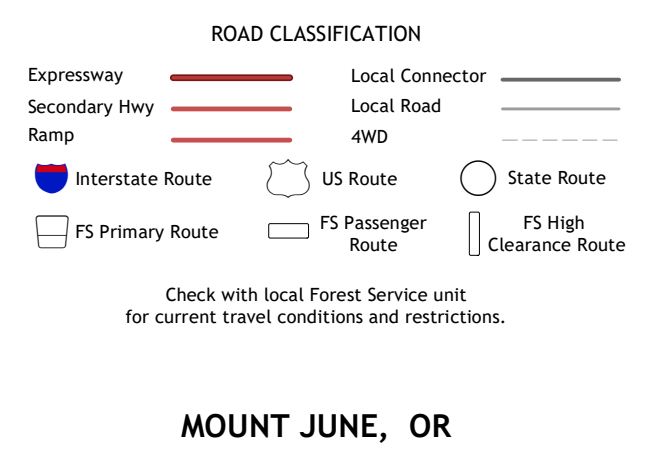 ROAD CLASSIFICATION
Expressway
Local Connector
Secondary Hwy
Local Road
Ramp
4WD
Interstate Route
US Route
State Route
FS Primary Route
FS Passenger
Route
FS High
Clearance Route
Check with local Forest Service unit
for current travel conditions and restrictions.
MOUNT JUNE,  OR